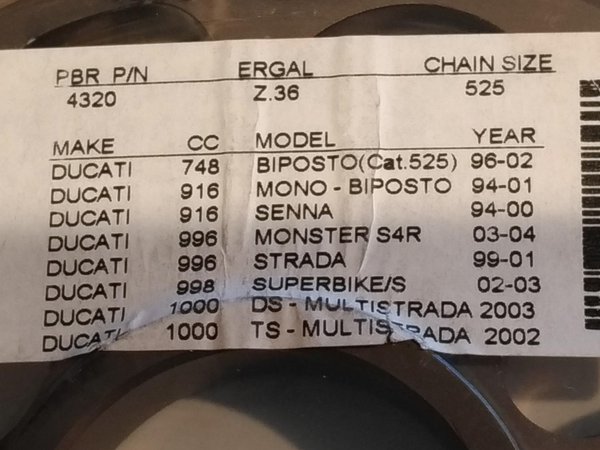 PBR P/N ERGAL CHAIN SIZE
4320 Z.36 525
MAKE CC MODEL YEAR
DUCATI 748 BIPOSTO(Cat.525) 96-02
DUCATI 916 MONO - BIPOSTO 94-01
DUCATI 916 SENNA 94-00
DUCATI 996 MONSTER S4R 03-04
DUCATI 996 STRADA 99-01
DUCATI 998 SUPERBIKE/S 02-03
DUCATI 1000 DS - MULTISTRADA 2003
DUCATI 1000 TS - MULTISTRADA 2002